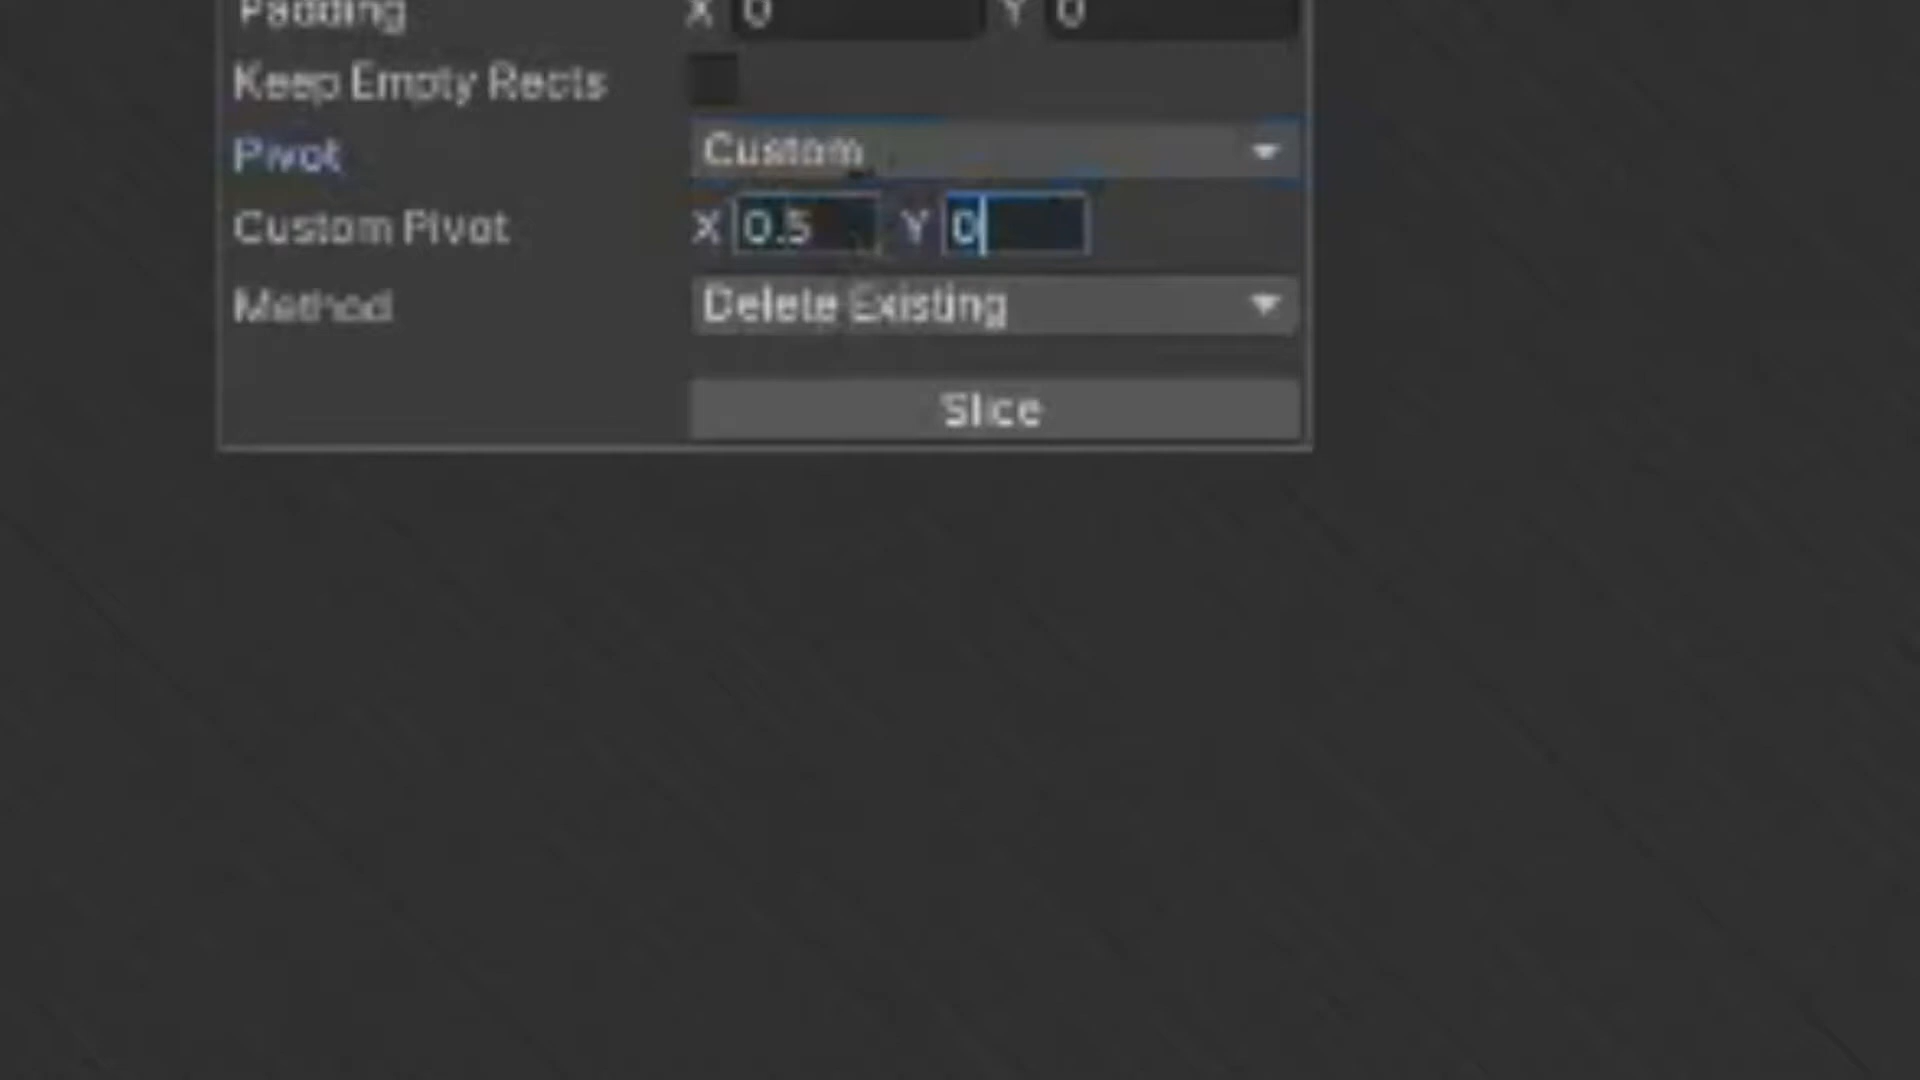 Padding X 0 Y 0
Keep Empty Rects
Pivot Custom
Custom Pivot X 0.5 Y 0
Method Delete Existing
Slice